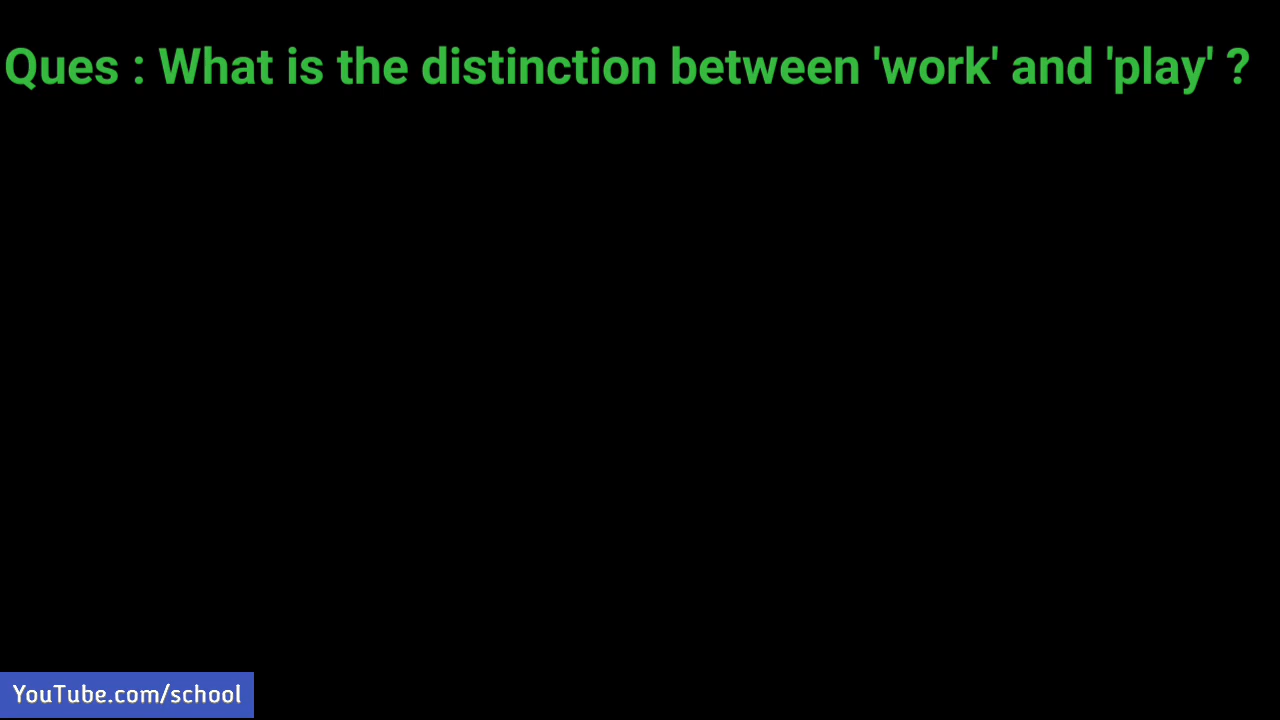 Ques : What is the distinction between 'work' and 'play' ?
YouTube.com/school